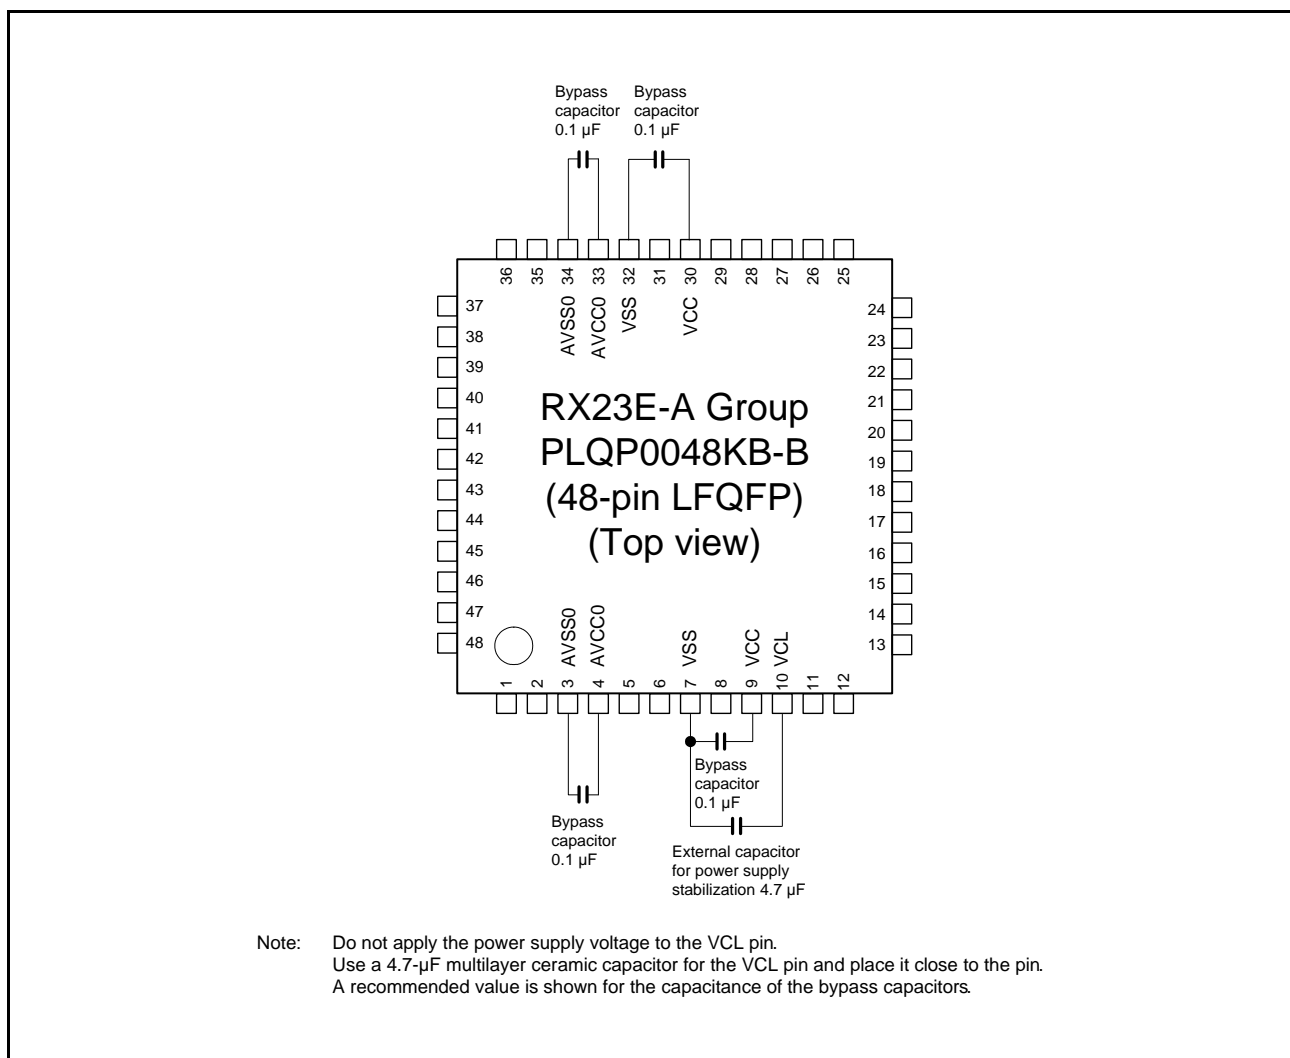 Bypass
capacitor
0.1 µF
Bypass
capacitor
0.1 µF
36 35 34 33 32 31 30 29 28 27 26 25
AVSS0 AVCC0 VSS VCC
37
38
39
40
41
42
43
44
45
46
47
48
24
23
22
21
20
19
18
17
16
15
14
13
RX23E-A Group
PLQP0048KB-B
(48-pin LFQFP)
(Top view)
AVSS0 AVCC0 VSS VCC VCL
1 2 3 4 5 6 7 8 9 10 11 12
Bypass
capacitor
0.1 µF
Bypass
capacitor
0.1 µF
External capacitor
for power supply
stabilization 4.7 µF
Note: Do not apply the power supply voltage to the VCL pin.
Use a 4.7-µF multilayer ceramic capacitor for the VCL pin and place it close to the pin.
A recommended value is shown for the capacitance of the bypass capacitors.